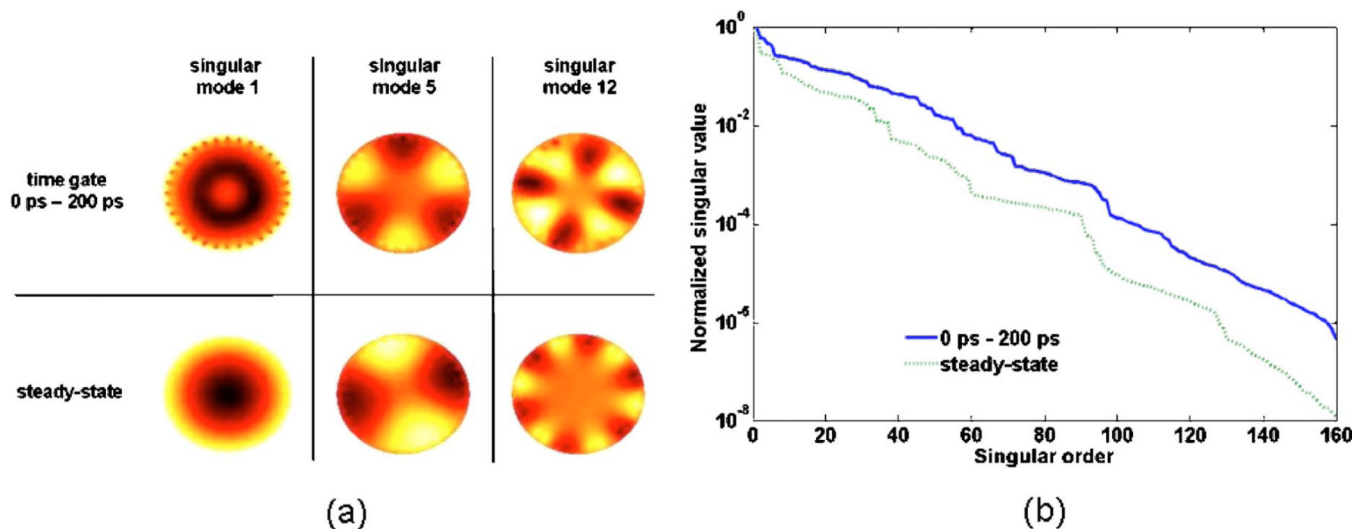 singular
mode 1
singular
mode 5
singular
mode 12
time gate
0 ps – 200 ps
steady-state
(a)
Normalized singular value
10^0
10^-2
10^-4
10^-6
10^-8
0 ps - 200 ps
steady-state
0 20 40 60 80 100 120 140 160
Singular order
(b)